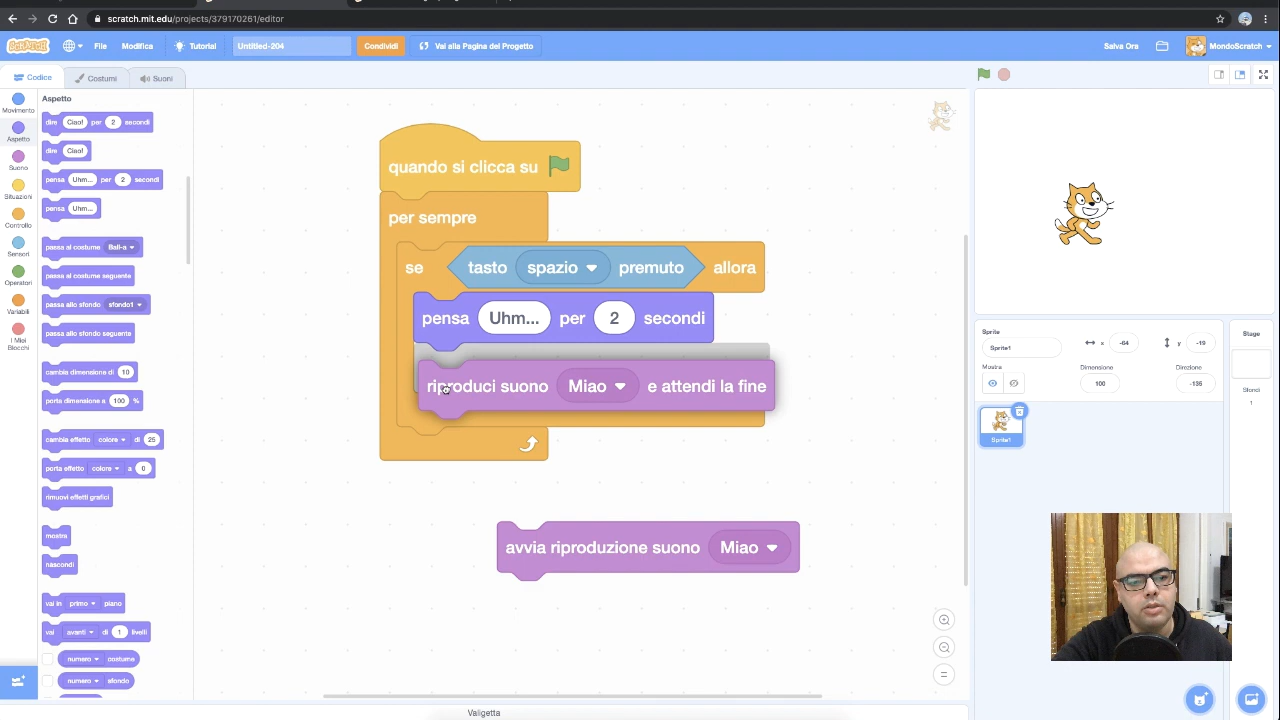 scratch.mit.edu/projects/379170261/editor
SCRATCH
File
Modifica
Tutorial
Untitled-204
Condividi
Vai alla Pagina del Progetto
Salva Ora
MondoScratch
Codice
Costumi
Suoni
Movimento
Aspetto
Suono
Situazioni
Controllo
Sensori
Operatori
Variabili
I Miei
Blocchi
Aspetto
dire Ciao! per 2 secondi
dire Ciao!
pensa Uhm... per 2 secondi
pensa Uhm...
passa al costume Ball-a
passa al costume seguente
passa allo sfondo sfondo1
passa allo sfondo seguente
cambia dimensione di 10
porta dimensione a 100 %
cambia effetto colore di 25
porta effetto colore a 0
rimuovi effetti grafici
mostra
nascondi
vai in primo piano
vai avanti di 1 livelli
numero costume
numero sfondo
quando si clicca su
per sempre
se tasto spazio premuto allora
pensa Uhm... per 2 secondi
riproduci suono Miao e attendi la fine
avvia riproduzione suono Miao
Valigetta
Sprite
Sprite1
x -64
y -19
Mostra
Dimensione
100
Direzione
-135
Sprite1
Stage
Sfondi
1